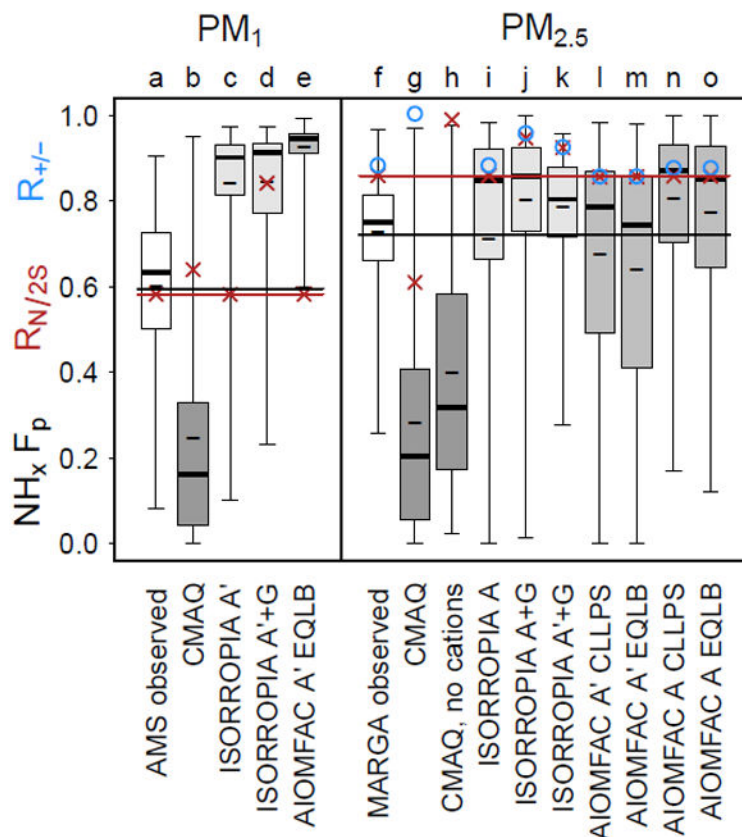 PM1
PM2.5
a b c d e
f g h i j k l m n o
1.0
0.8
0.6
0.4
0.2
0.0
R+/-
RN/2S
NHx Fp
AMS observed
CMAQ
ISORROPIA A'
ISORROPIA A'+G
AIOMFAC A' EQLB
MARGA observed
CMAQ
CMAQ, no cations
ISORROPIA A
ISORROPIA A+G
ISORROPIA A'+G
AIOMFAC A' CLLPS
AIOMFAC A' EQLB
AIOMFAC A CLLPS
AIOMFAC A EQLB